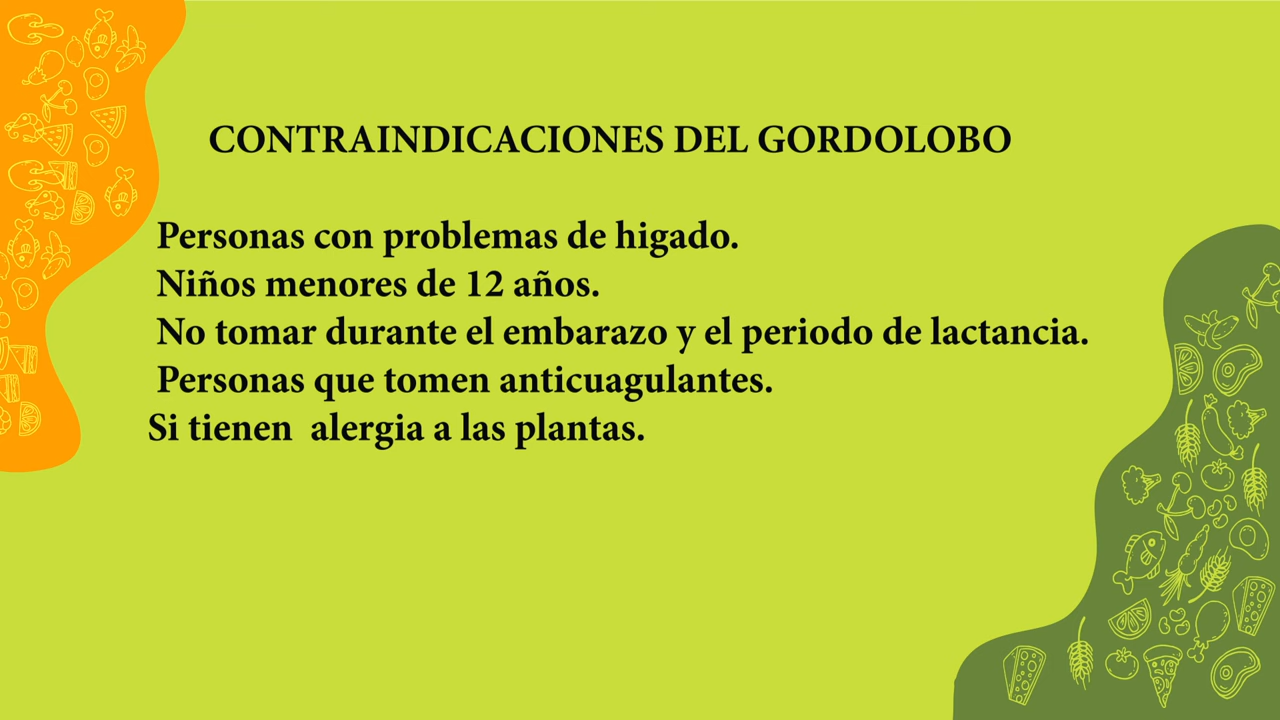 CONTRAINDICACIONES DEL GORDOLOBO
Personas con problemas de higado.
Niños menores de 12 años.
No tomar durante el embarazo y el periodo de lactancia.
Personas que tomen anticuagulantes.
Si tienen alergia a las plantas.